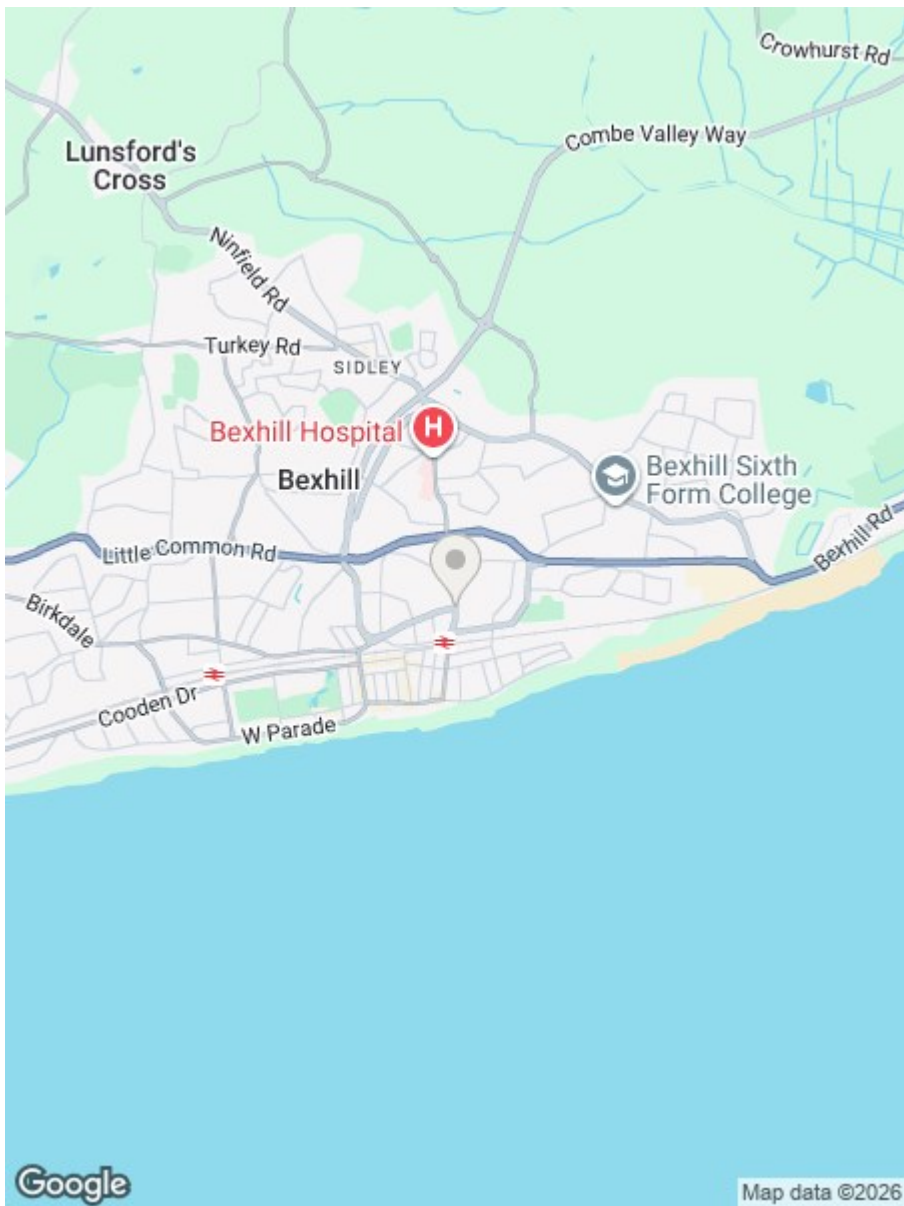 Crowhurst Rd
Combe Valley Way
Lunsford's
Cross
Ninfield Rd
Turkey Rd
SIDLEY
H
Bexhill Hospital
Bexhill
Bexhill Sixth
Form College
Bexhill Rd
Little Common Rd
Birkdale
Cooden Dr
W Parade
Google
Map data ©2026